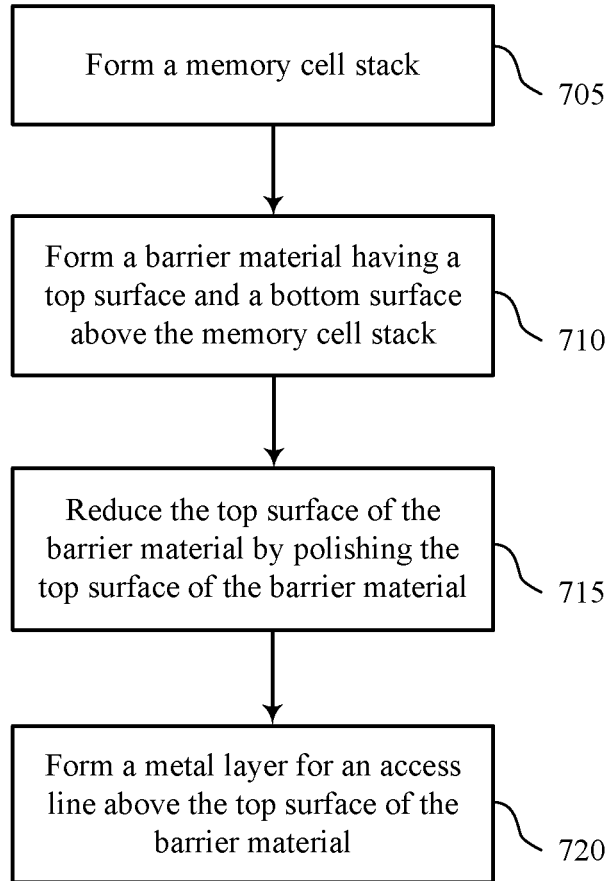 Form a memory cell stack
705
Form a barrier material having a
top surface and a bottom surface
above the memory cell stack
710
Reduce the top surface of the
barrier material by polishing the
top surface of the barrier material
715
Form a metal layer for an access
line above the top surface of the
barrier material
720